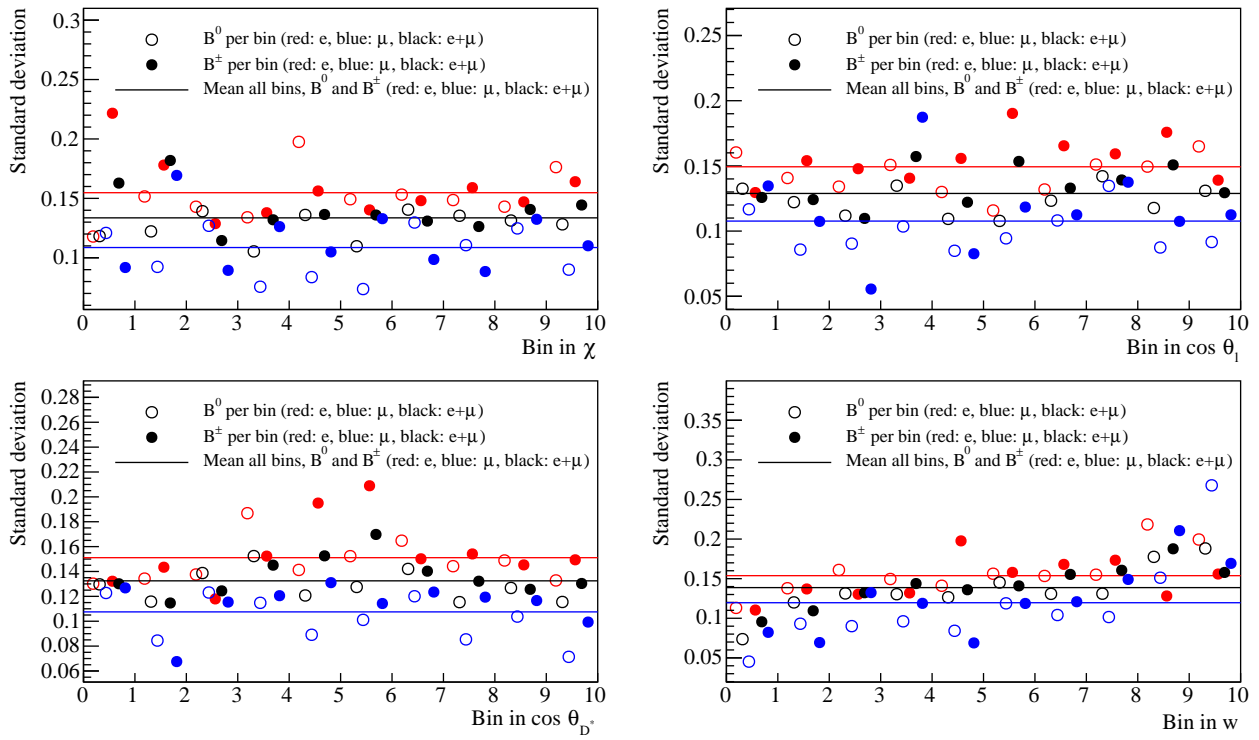 Standard deviation
0.3
0.25
0.2
0.15
0.1
B⁰ per bin (red: e, blue: μ, black: e+μ)
B± per bin (red: e, blue: μ, black: e+μ)
Mean all bins, B⁰ and B± (red: e, blue: μ, black: e+μ)
0 1 2 3 4 5 6 7 8 9 10
Bin in χ
Standard deviation
0.25
0.2
0.15
0.1
0.05
B⁰ per bin (red: e, blue: μ, black: e+μ)
B± per bin (red: e, blue: μ, black: e+μ)
Mean all bins, B⁰ and B± (red: e, blue: μ, black: e+μ)
0 1 2 3 4 5 6 7 8 9 10
Bin in cos θ_l
Standard deviation
0.28
0.26
0.24
0.22
0.2
0.18
0.16
0.14
0.12
0.1
0.08
0.06
B⁰ per bin (red: e, blue: μ, black: e+μ)
B± per bin (red: e, blue: μ, black: e+μ)
Mean all bins, B⁰ and B± (red: e, blue: μ, black: e+μ)
0 1 2 3 4 5 6 7 8 9 10
Bin in cos θ_D*
Standard deviation
0.35
0.3
0.25
0.2
0.15
0.1
0.05
B⁰ per bin (red: e, blue: μ, black: e+μ)
B± per bin (red: e, blue: μ, black: e+μ)
Mean all bins, B⁰ and B± (red: e, blue: μ, black: e+μ)
0 1 2 3 4 5 6 7 8 9 10
Bin in w